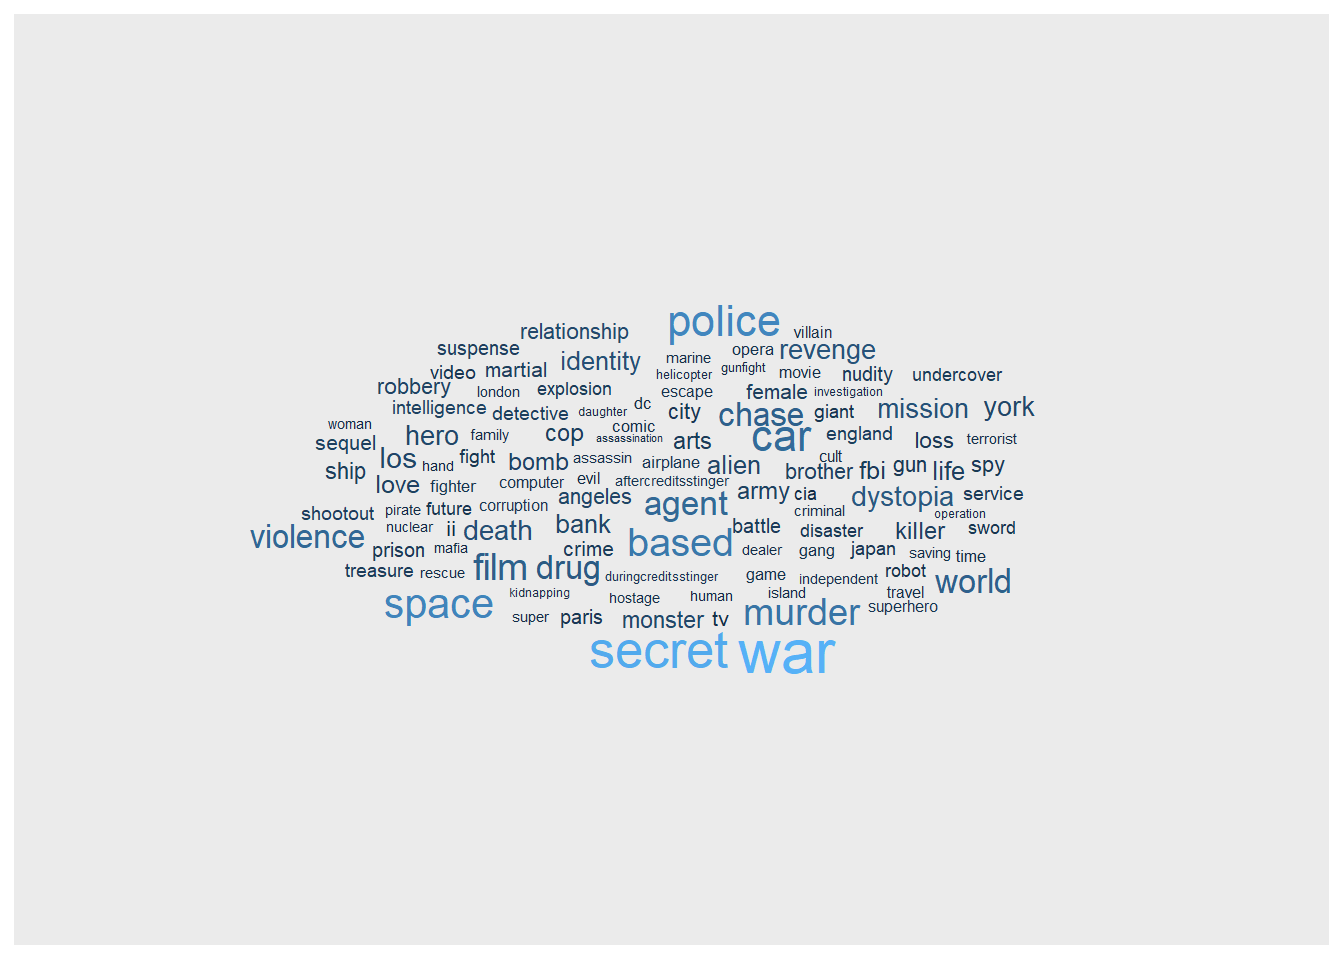 police
relationship villain
suspense identity marine opera revenge
video martial helicopter gunfight movie nudity undercover
robbery london explosion escape female investigation
intelligence detective daughter dc city chase giant mission york
woman sequel hero family cop comic assassination arts car england loss terrorist
ship los hand fight bomb assassin airplane alien cult brother fbi gun life spy
love fighter computer evil aftercreditsstinger angeles agent army cia dystopia service
shootout pirate future corruption criminal operation
violence nuclear ii death bank based battle disaster killer sword
prison mafia crime dealer gang japan saving time
treasure rescue film drug duringcreditsstinger game independent robot world
space kidnapping hostage human island travel
super paris monster tv murder superhero
secret war